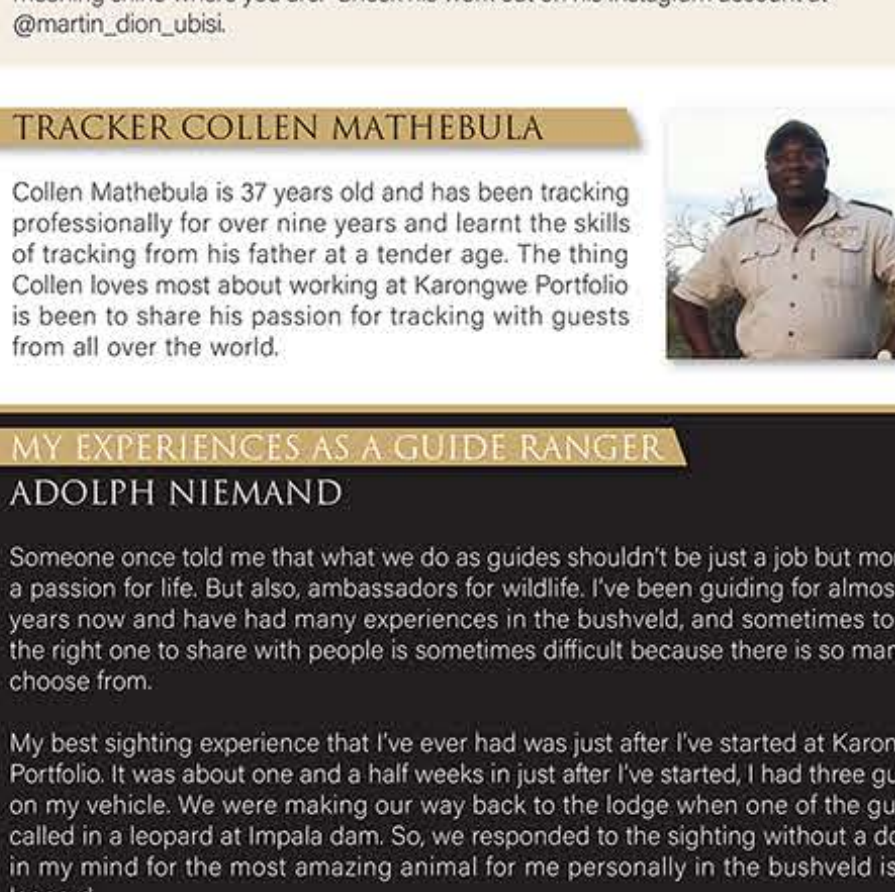 @martin_dion_ubisi.
TRACKER COLLEN MATHEBULA
Collen Mathebula is 37 years old and has been tracking
professionally for over nine years and learnt the skills
of tracking from his father at a tender age. The thing
Collen loves most about working at Karongwe Portfolio
is been to share his passion for tracking with guests
from all over the world.
MY EXPERIENCES AS A GUIDE RANGER
ADOLPH NIEMAND
Someone once told me that what we do as guides shouldn't be just a job but
a passion for life. But also, ambassadors for wildlife. I've been guiding for
years now and have had many experiences in the bushveld, and sometimes to
the right one to share with people is sometimes difficult because there is so
choose from.
My best sighting experience that I've ever had was just after I've started at
Portfolio. It was about one and a half weeks in just after I've started, I had three
on my vehicle. We were making our way back to the lodge when one of the
called in a leopard at Impala dam. So, we responded to the sighting without a
in my mind for the most amazing animal for me personally in the bushveld